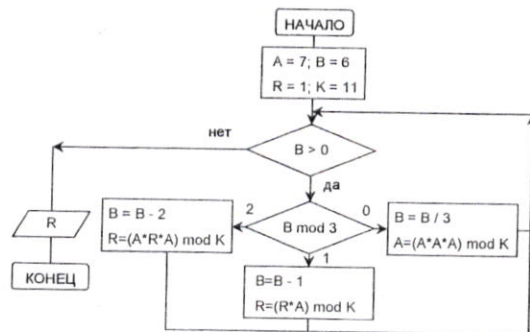 НАЧАЛО
A = 7; B = 6
R = 1; K = 11
нет
B > 0
да
R
КОНЕЦ
B = B - 2
R=(A*R*A) mod K
2
B mod 3
0
B = B / 3
A=(A*A*A) mod K
1
B=B - 1
R=(R*A) mod K